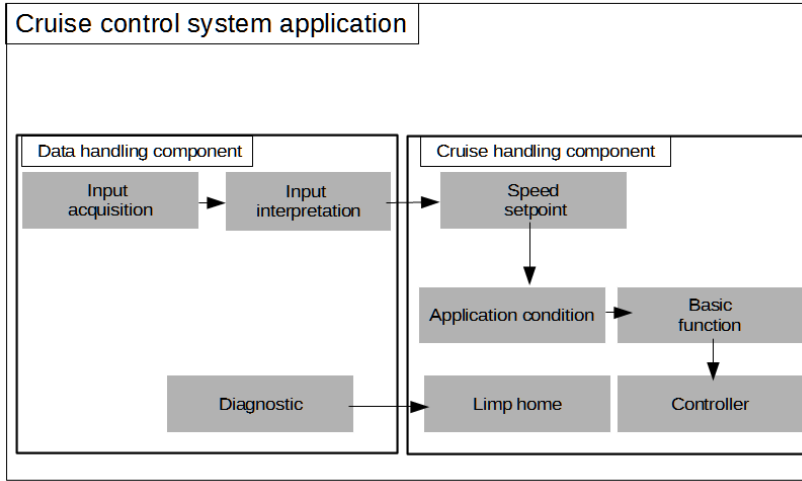 Cruise control system application
Data handling component
Cruise handling component
Input
acquisition
Input
interpretation
Speed
setpoint
Application condition
Basic
function
Diagnostic
Limp home
Controller